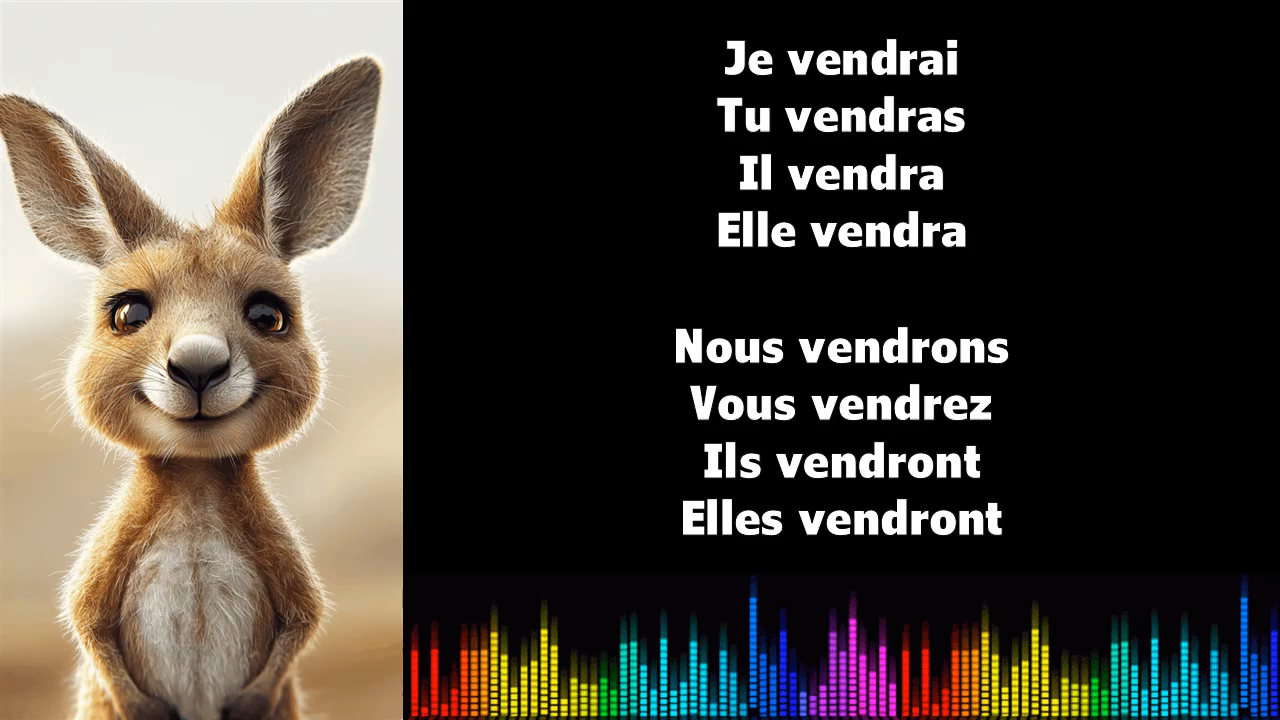 Je vendrai
Tu vendras
Il vendra
Elle vendra
Nous vendrons
Vous vendrez
Ils vendront
Elles vendront